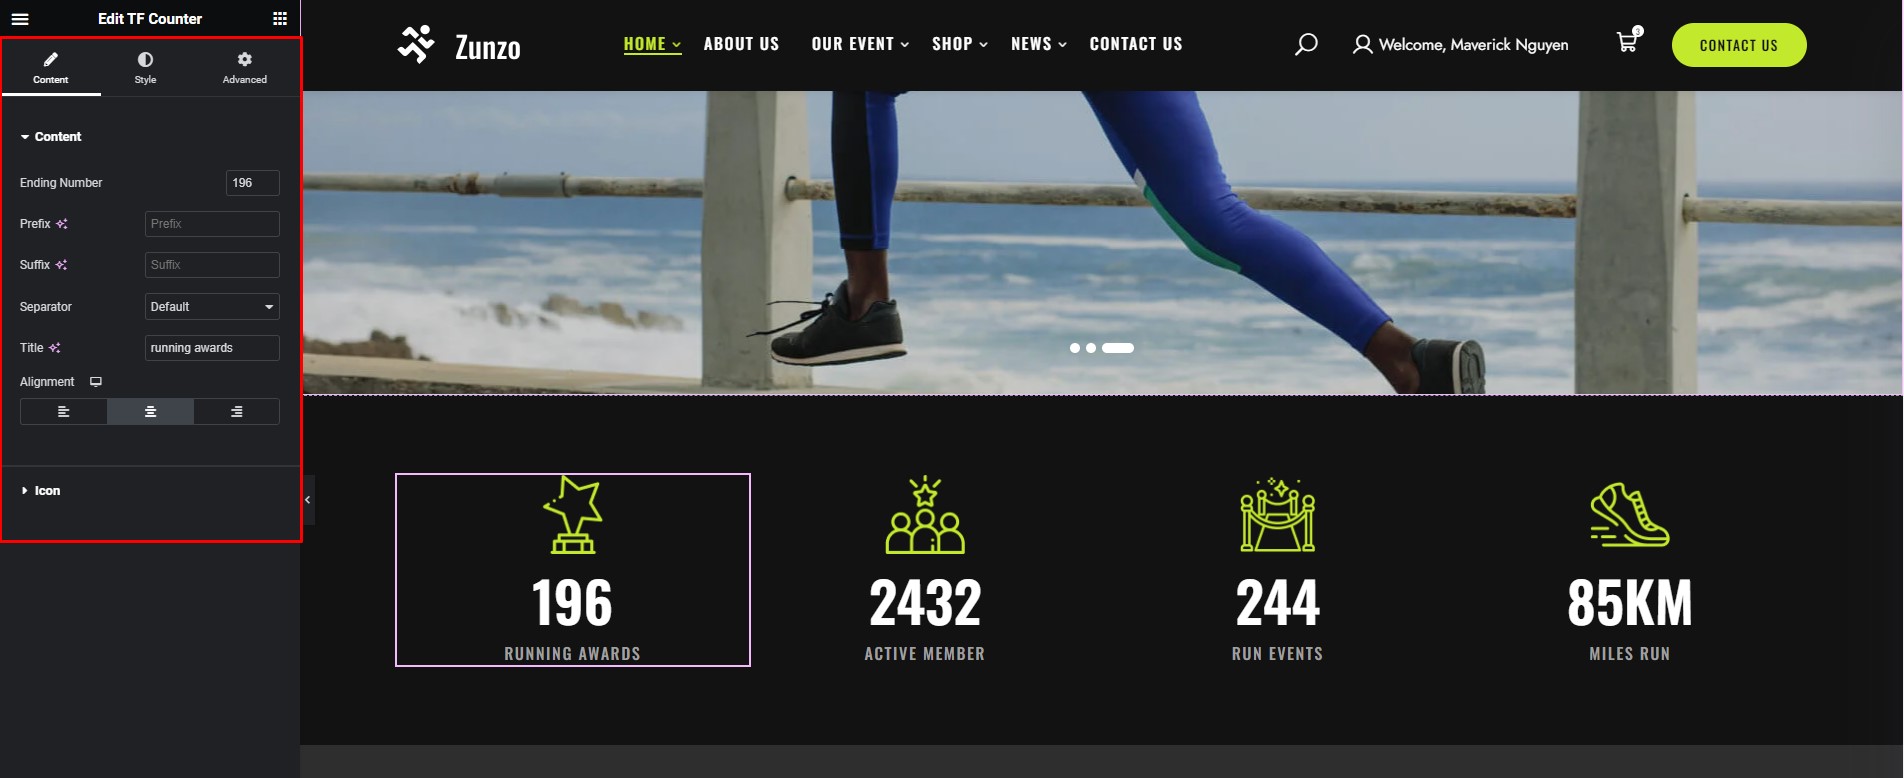 Edit TF Counter
Content
Style
Advanced
Content
Ending Number
196
Prefix
Prefix
Suffix
Suffix
Separator
Default
Title
running awards
Alignment
Icon
Zunzo
HOME
ABOUT US
OUR EVENT
SHOP
NEWS
CONTACT US
Welcome, Maverick Nguyen
3
CONTACT US
196
RUNNING AWARDS
2432
ACTIVE MEMBER
244
RUN EVENTS
85KM
MILES RUN